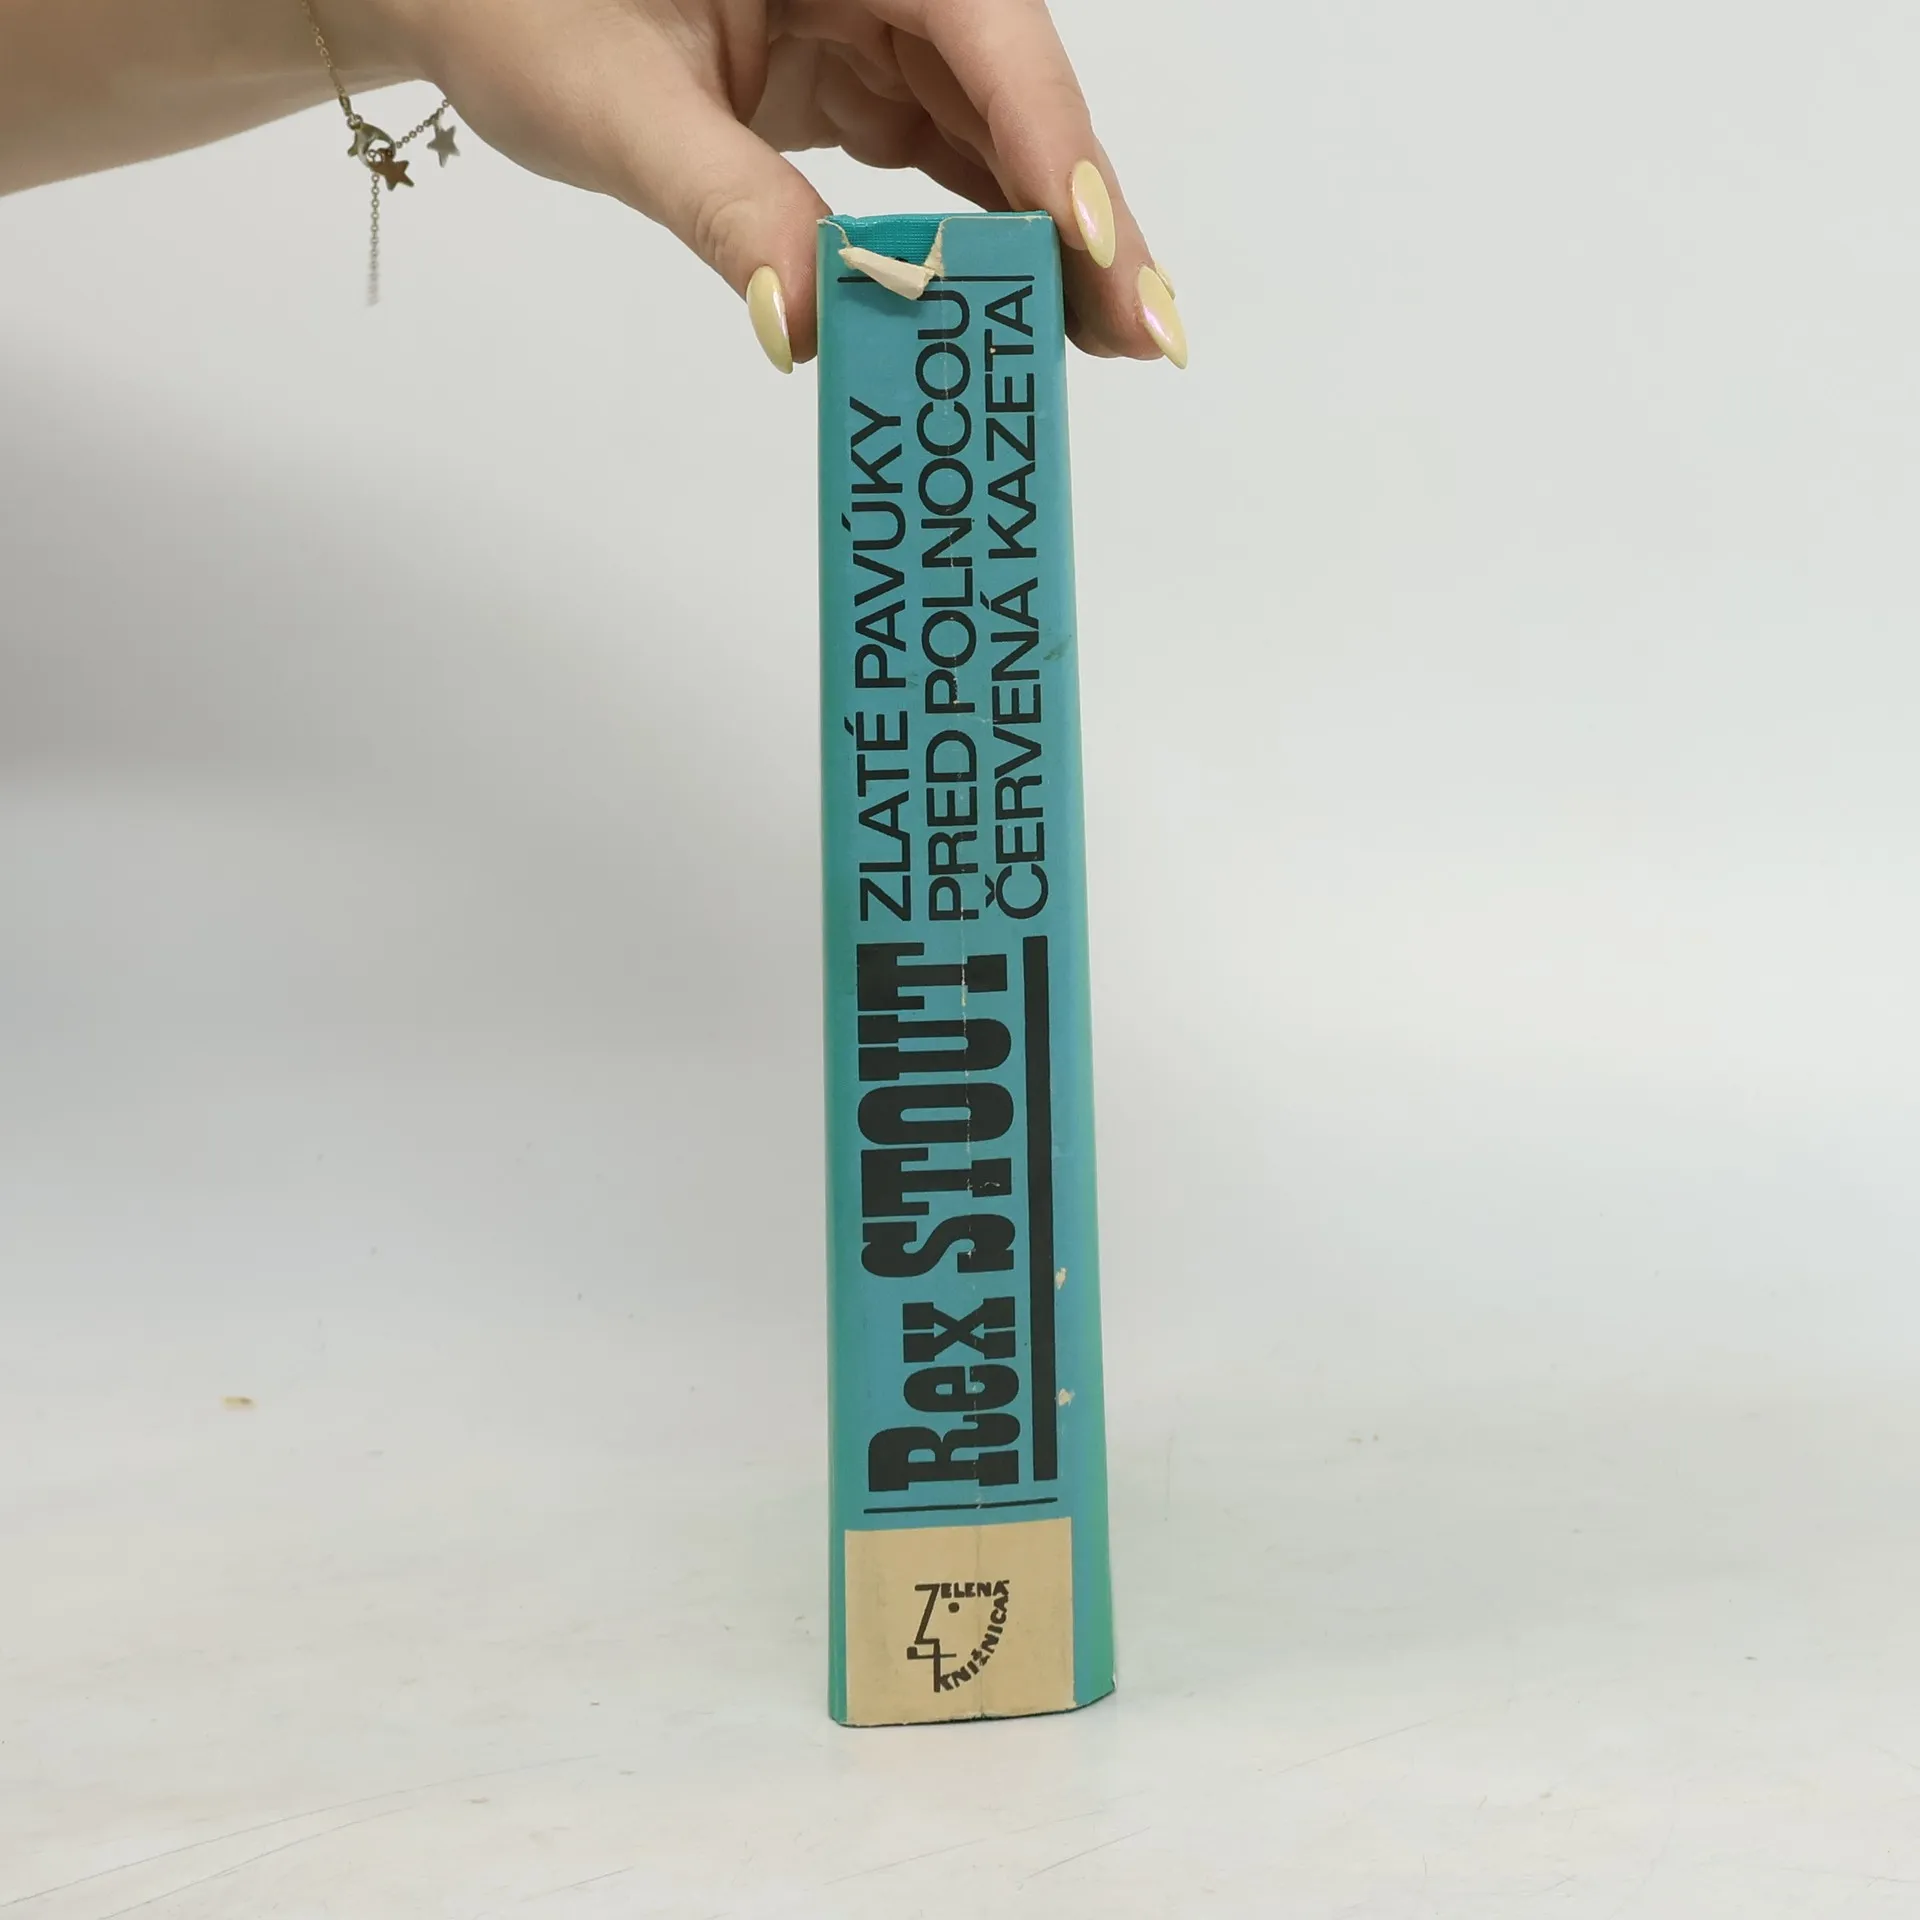 Rex STOUT
ZLATÉ PAVÚKY
PRED POLNOCOU
ČERVENÁ KAZETA
ZELENÁ
KNIŽNICA